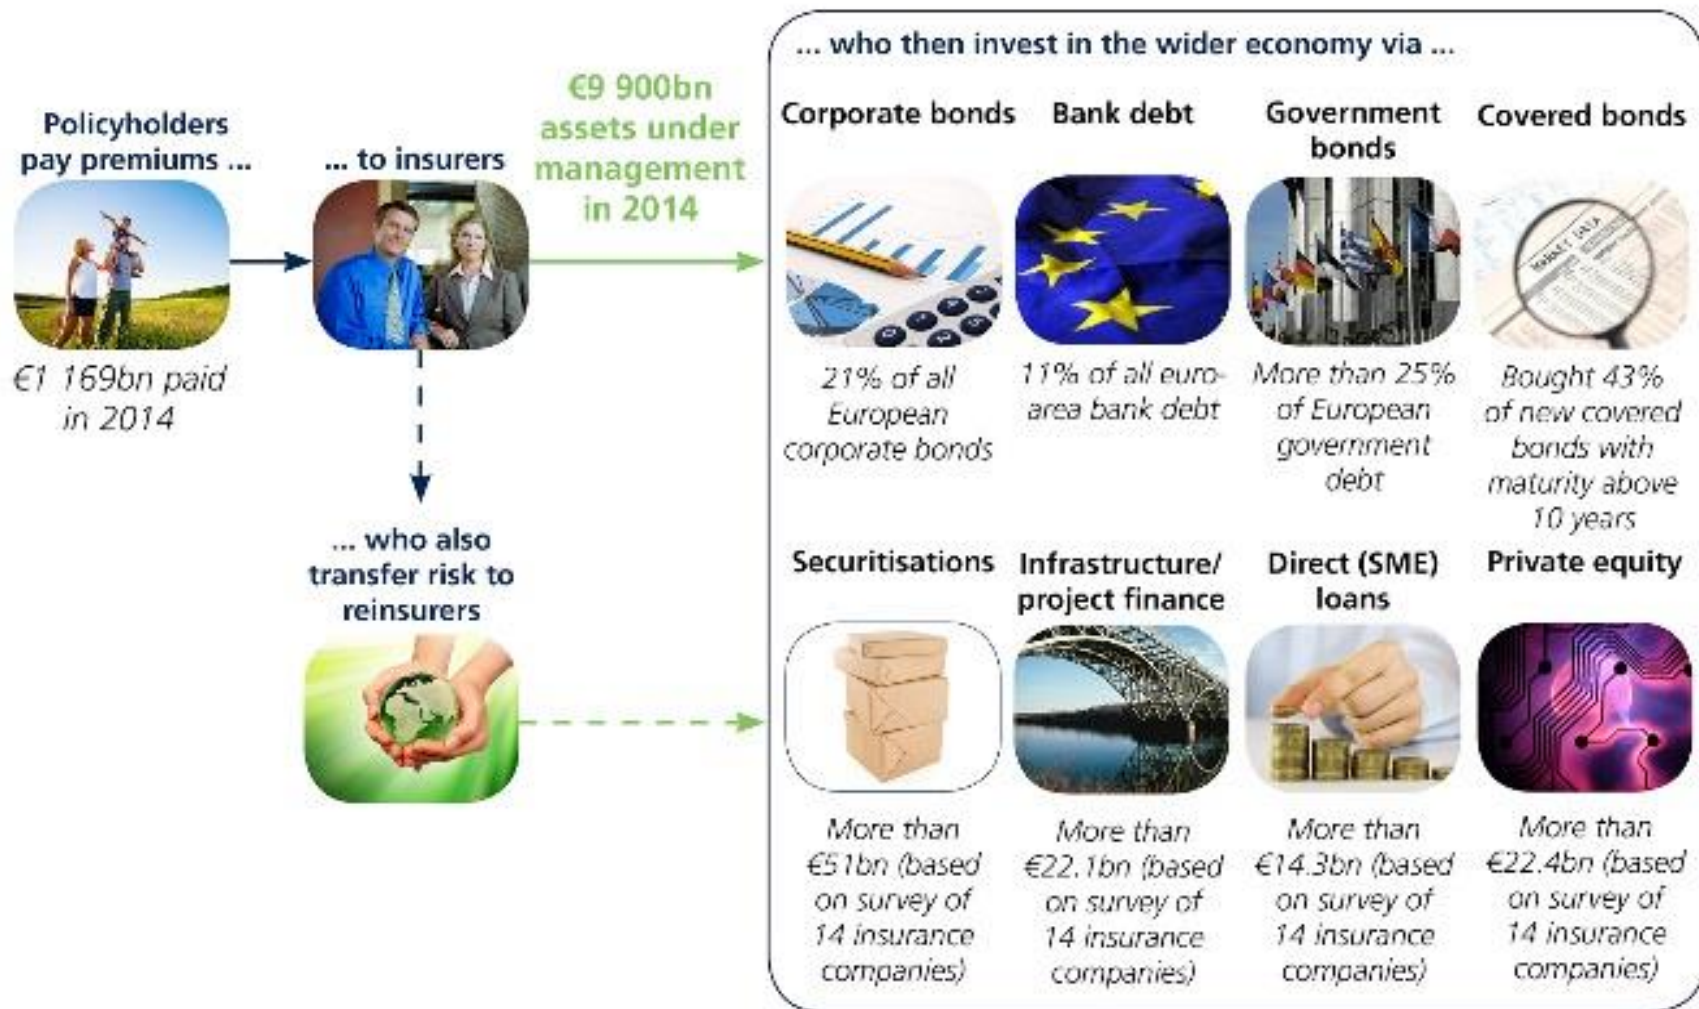 Policyholders
pay premiums ...
€1 169bn paid
in 2014
... to insurers
€9 900bn
assets under
management
in 2014
... who also
transfer risk to
reinsurers
... who then invest in the wider economy via ...
Corporate bonds
21% of all
European
corporate bonds
Bank debt
11% of all euro-
area bank debt
Government
bonds
More than 25%
of European
government
debt
Covered bonds
MARKET DATA
Bought 43%
of new covered
bonds with
maturity above
10 years
Securitisations
More than
€51bn (based
on survey of
14 insurance
companies)
Infrastructure/
project finance
More than
€22.1bn (based
on survey of
14 insurance
companies)
Direct (SME)
loans
More than
€14.3bn (based
on survey of
14 insurance
companies)
Private equity
More than
€22.4bn (based
on survey of
14 insurance
companies)